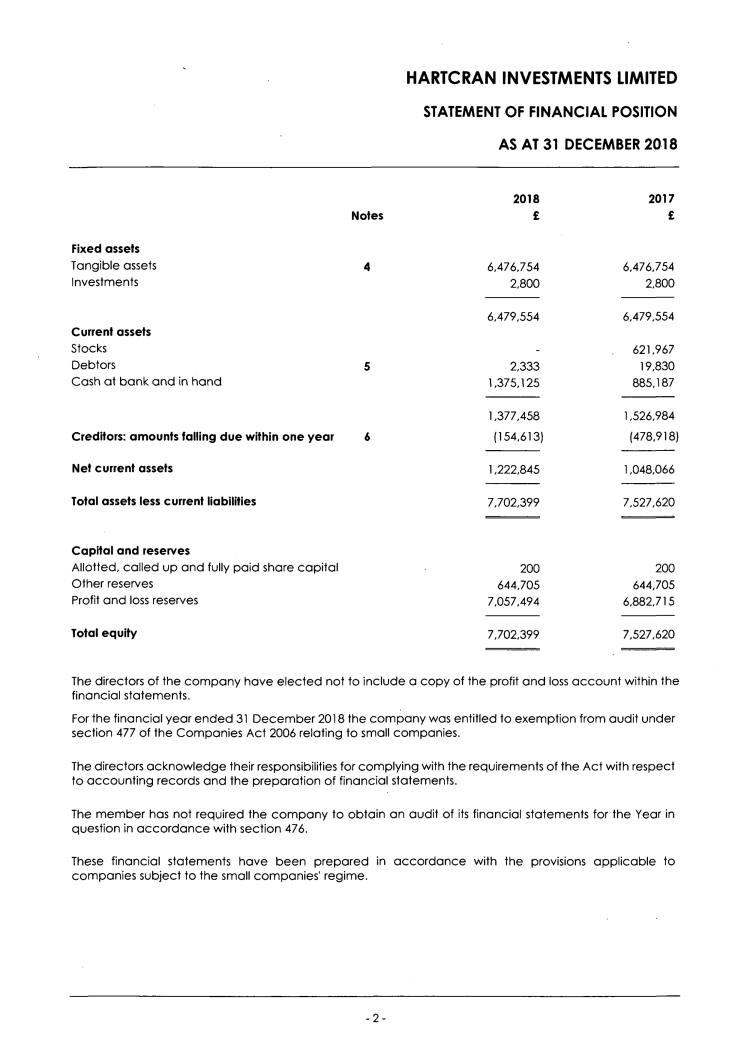 HARTCRAN INVESTMENTS LIMITED
STATEMENT OF FINANCIAL POSITION
AS AT 31 DECEMBER 2018
2018 2017
Notes £ £
Fixed assets
Tangible assets 4 6,476,754 6,476,754
Investments 2,800 2,800
6,479,554 6,479,554
Current assets
Stocks - 621,967
Debtors 5 2,333 19,830
Cash at bank and in hand 1,375,125 885,187
1,377,458 1,526,984
Creditors: amounts falling due within one year 6 (154,613) (478,918)
Net current assets 1,222,845 1,048,066
Total assets less current liabilities 7,702,399 7,527,620
Capital and reserves
Allotted, called up and fully paid share capital 200 200
Other reserves 644,705 644,705
Profit and loss reserves 7,057,494 6,882,715
Total equity 7,702,399 7,527,620
The directors of the company have elected not to include a copy of the profit and loss account within the
financial statements.
For the financial year ended 31 December 2018 the company was entitled to exemption from audit under
section 477 of the Companies Act 2006 relating to small companies.
The directors acknowledge their responsibilities for complying with the requirements of the Act with respect
to accounting records and the preparation of financial statements.
The member has not required the company to obtain an audit of its financial statements for the Year in
question in accordance with section 476.
These financial statements have been prepared in accordance with the provisions applicable to
companies subject to the small companies' regime.
- 2 -